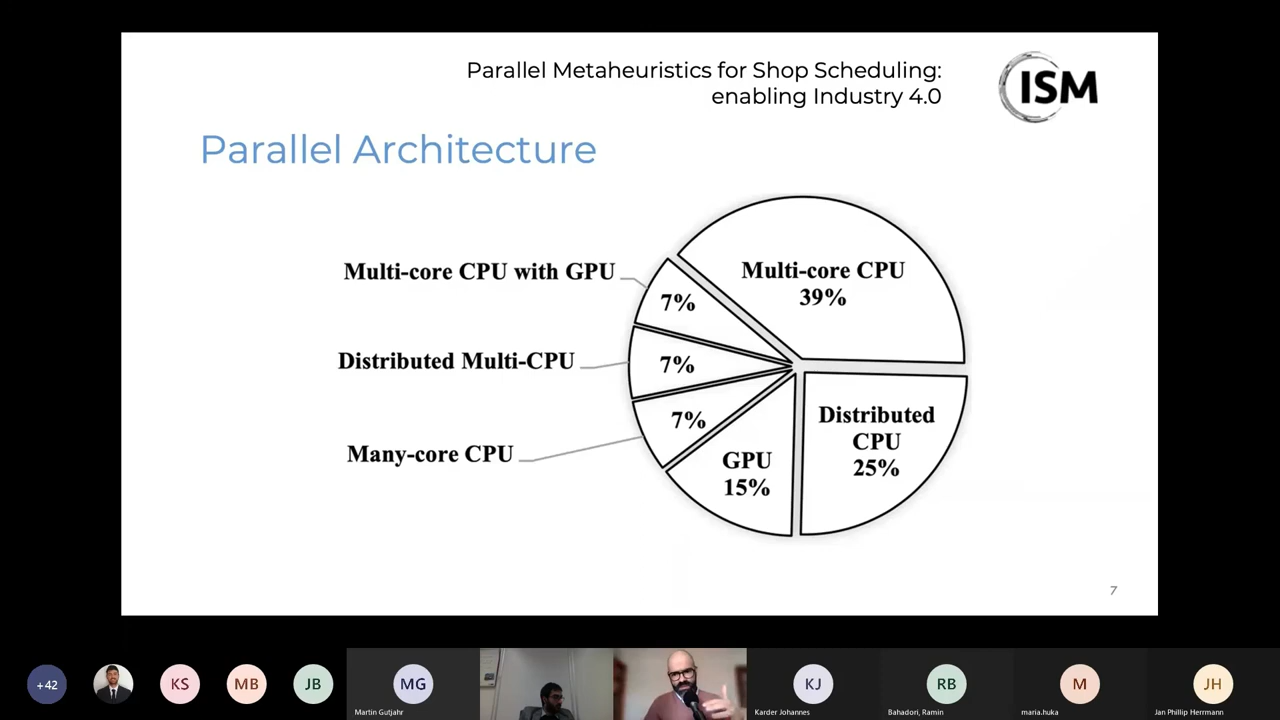 Parallel Metaheuristics for Shop Scheduling:
enabling Industry 4.0
ISM
Parallel Architecture
Multi-core CPU with GPU
7%
Multi-core CPU
39%
Distributed Multi-CPU
7%
Many-core CPU
7%
GPU
15%
Distributed
CPU
25%
7
+42
KS
MB
JB
MG
Martin Gutjahr
KJ
Karder Johannes
RB
Bahadori, Ramin
M
maria.huka
JH
Jan Phillip Herrmann